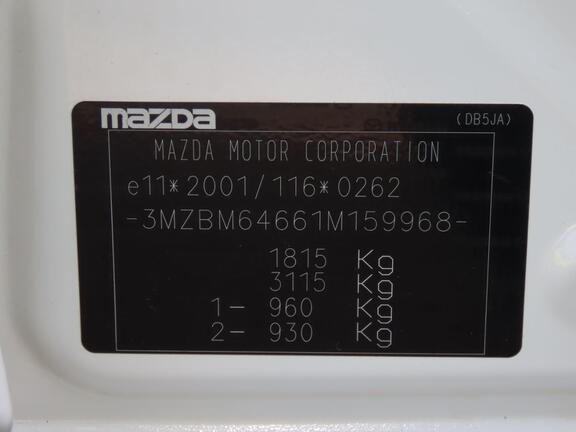 mazda
(DB5JA)
MAZDA MOTOR CORPORATION
e11*2001/116*0262
-3MZBM64661M159968-
1815 Kg
3115 Kg
1- 960 Kg
2- 930 Kg